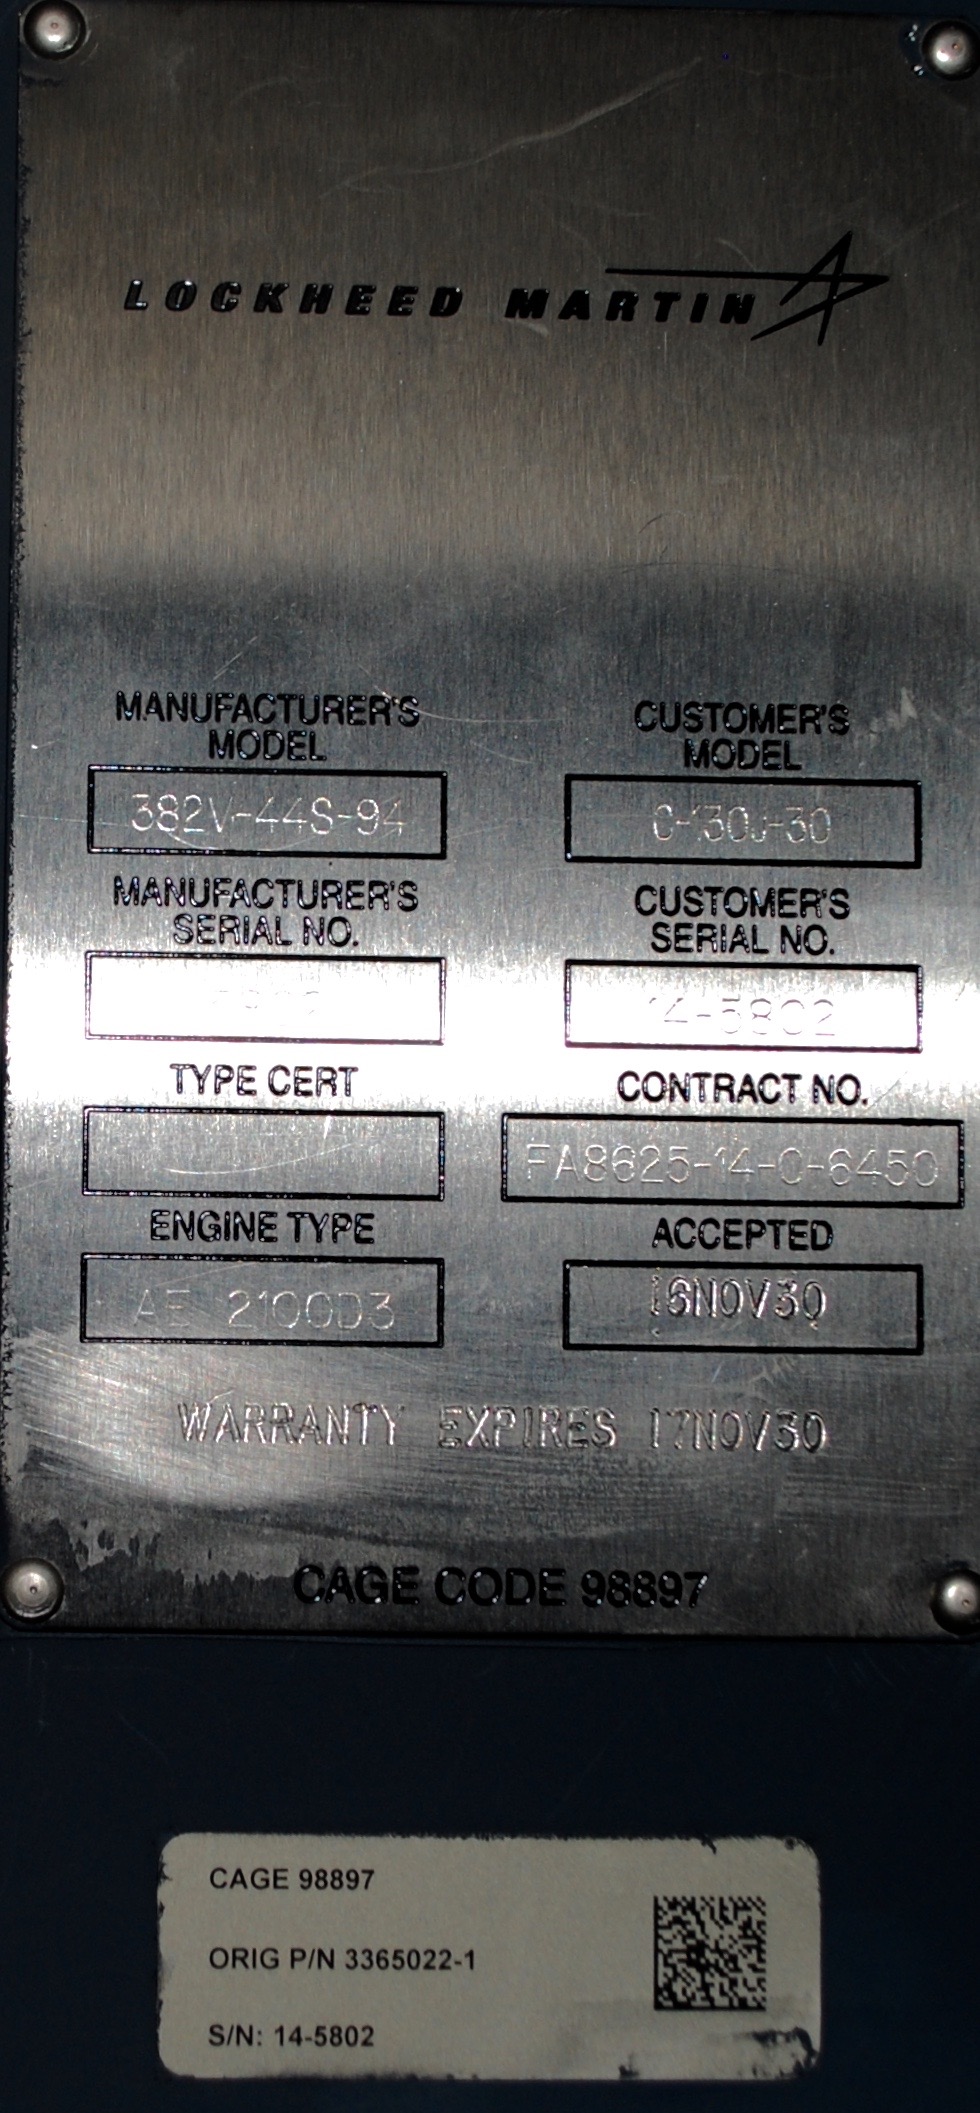 LOCKHEED MARTIN
MANUFACTURER'S
MODEL
382V-44S-94
CUSTOMER'S
MODEL
C-130J-30
MANUFACTURER'S
SERIAL NO.
CUSTOMER'S
SERIAL NO.
14-5802
TYPE CERT
CONTRACT NO.
FA8625-14-C-6450
ENGINE TYPE
AE 2100D3
ACCEPTED
16NOV30
WARRANTY EXPIRES 17NOV30
CAGE CODE 98897
CAGE 98897
ORIG P/N 3365022-1
S/N: 14-5802